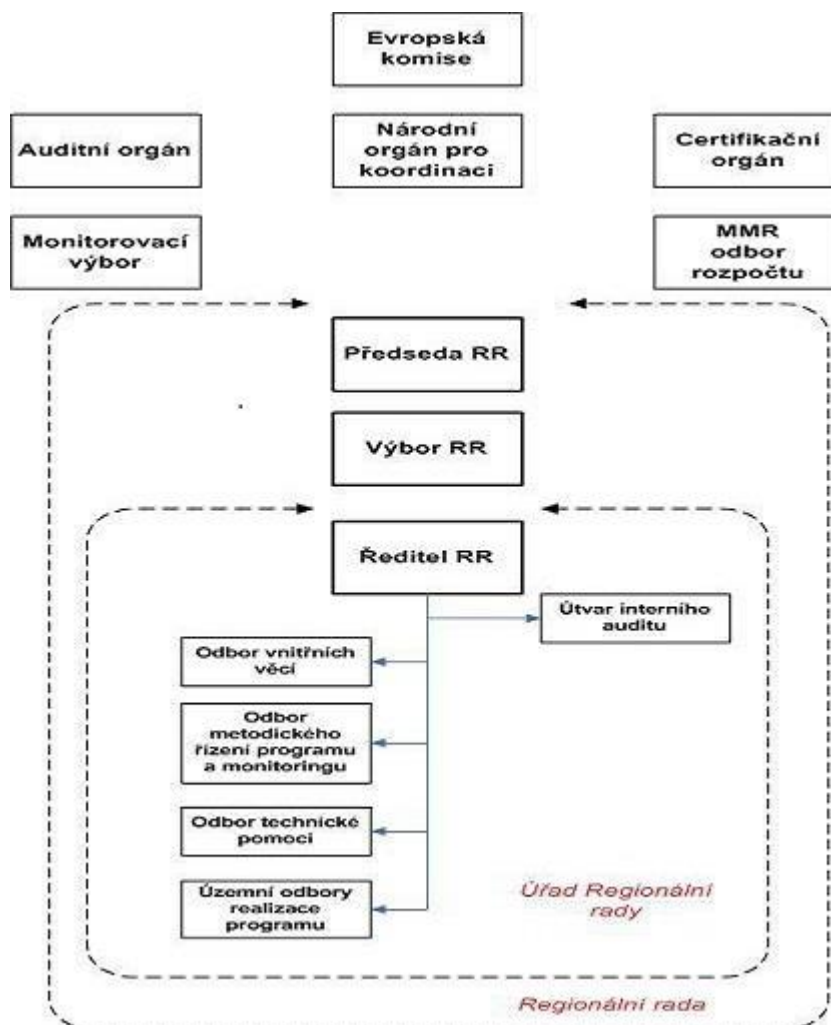 Evropská
komise
Auditní orgán
Národní
orgán pro
koordinaci
Certifikační
orgán
Monitorovací
výbor
MMR
odbor
rozpočtu
Předseda RR
Výbor RR
Ředitel RR
Útvar interního
auditu
Odbor vnitřních
věcí
Odbor
metodického
řízení programu
a monitoringu
Odbor technické
pomoci
Územní odbory
realizace
programu
Úřad Regionální
rady
Regionální rada